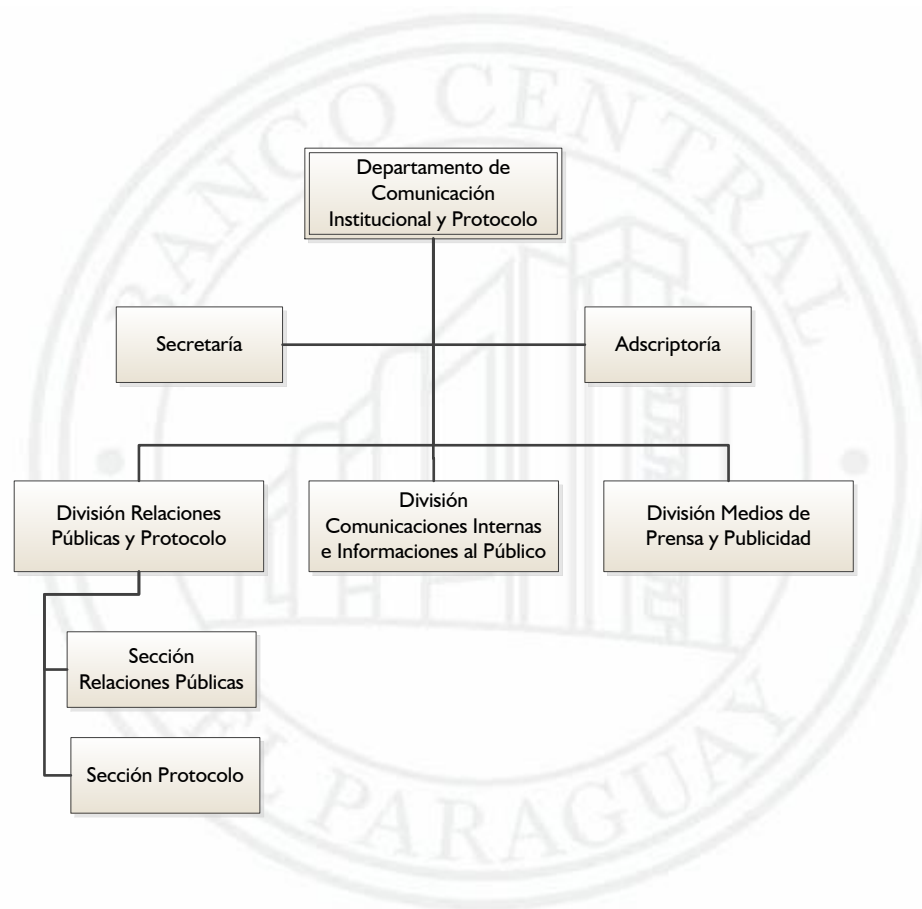 BANCO CENTRAL
Departamento de
Comunicación
Institucional y Protocolo
Secretaría
Adscriptoría
División Relaciones
Públicas y Protocolo
División
Comunicaciones Internas
e Informaciones al Público
División Medios de
Prensa y Publicidad
Sección
Relaciones Públicas
Sección Protocolo
DEL PARAGUAY